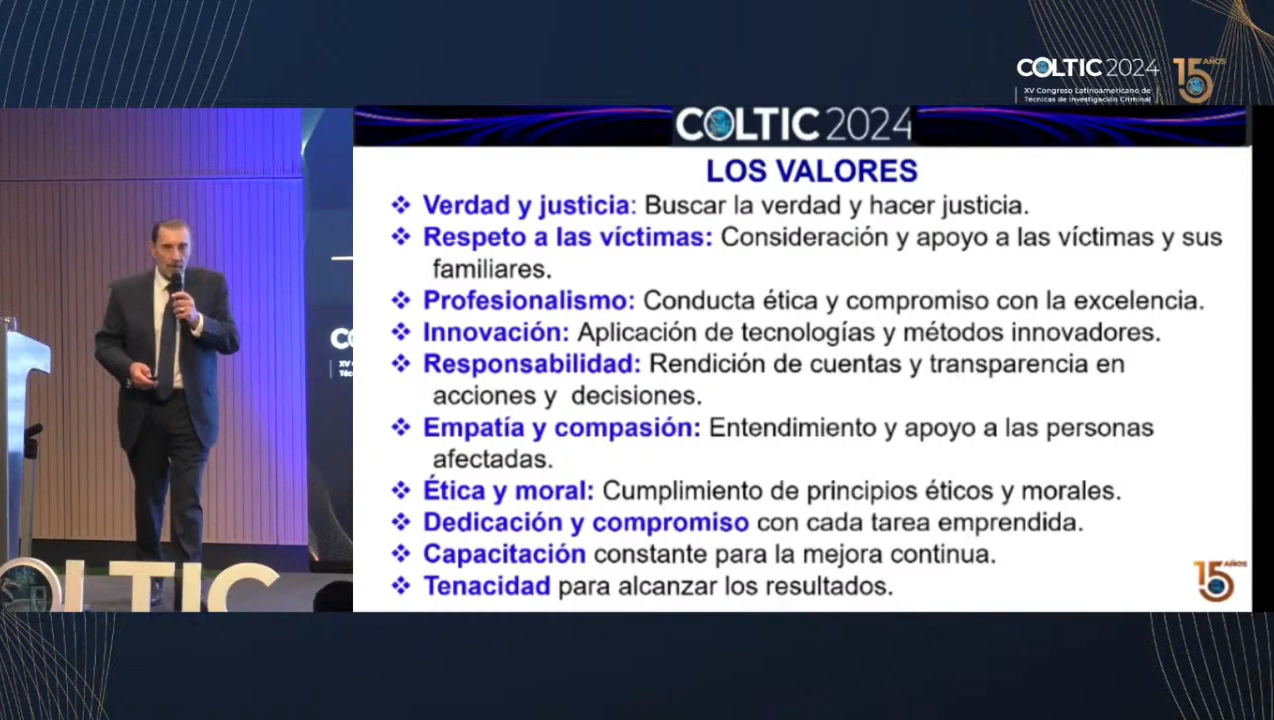 COLTIC 2024
XV Congreso Latinoamericano de
Técnicas de Investigación Criminal
15 AÑOS
COLTIC 2024
LOS VALORES
❖ Verdad y justicia: Buscar la verdad y hacer justicia.
❖ Respeto a las víctimas: Consideración y apoyo a las víctimas y sus
familiares.
❖ Profesionalismo: Conducta ética y compromiso con la excelencia.
❖ Innovación: Aplicación de tecnologías y métodos innovadores.
❖ Responsabilidad: Rendición de cuentas y transparencia en
acciones y decisiones.
❖ Empatía y compasión: Entendimiento y apoyo a las personas
afectadas.
❖ Ética y moral: Cumplimiento de principios éticos y morales.
❖ Dedicación y compromiso con cada tarea emprendida.
❖ Capacitación constante para la mejora continua.
❖ Tenacidad para alcanzar los resultados.
15 AÑOS
OLTIC